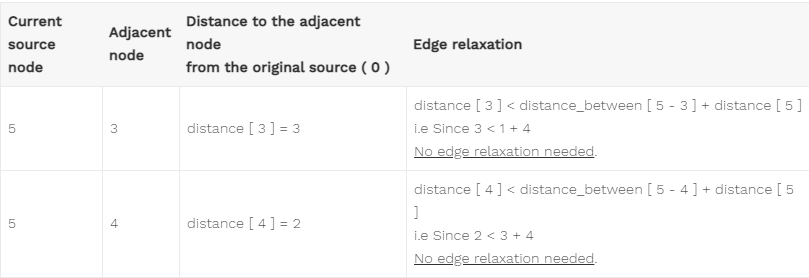 Current
source
node
Adjacent
node
Distance to the adjacent
node
from the original source ( 0 )
Edge relaxation
5
3
distance [ 3 ] = 3
distance [ 3 ] < distance_between [ 5 - 3 ] + distance [ 5 ]
i.e Since 3 < 1 + 4
No edge relaxation needed.
5
4
distance [ 4 ] = 2
distance [ 4 ] < distance_between [ 5 - 4 ] + distance [ 5
]
i.e Since 2 < 3 + 4
No edge relaxation needed.